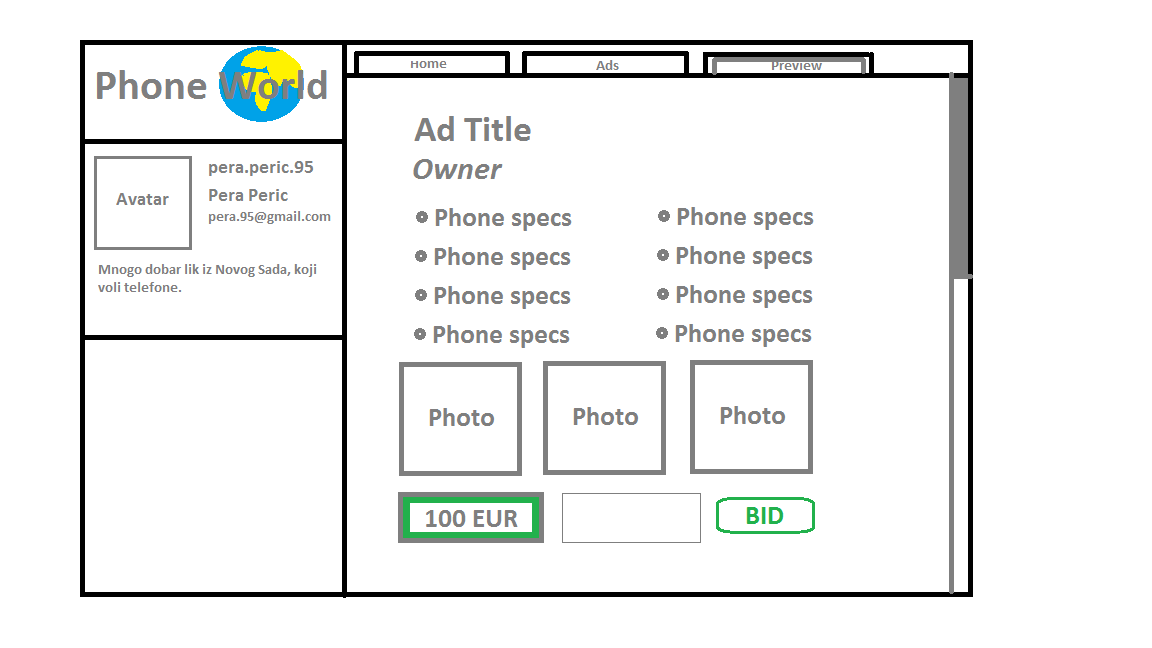 Phone World
Home
Ads
Preview
Avatar
pera.peric.95
Pera Peric
pera.95@gmail.com
Mnogo dobar lik iz Novog Sada, koji
voli telefone.
Ad Title
Owner
Phone specs
Phone specs
Phone specs
Phone specs
Phone specs
Phone specs
Phone specs
Phone specs
Photo
Photo
Photo
100 EUR
BID